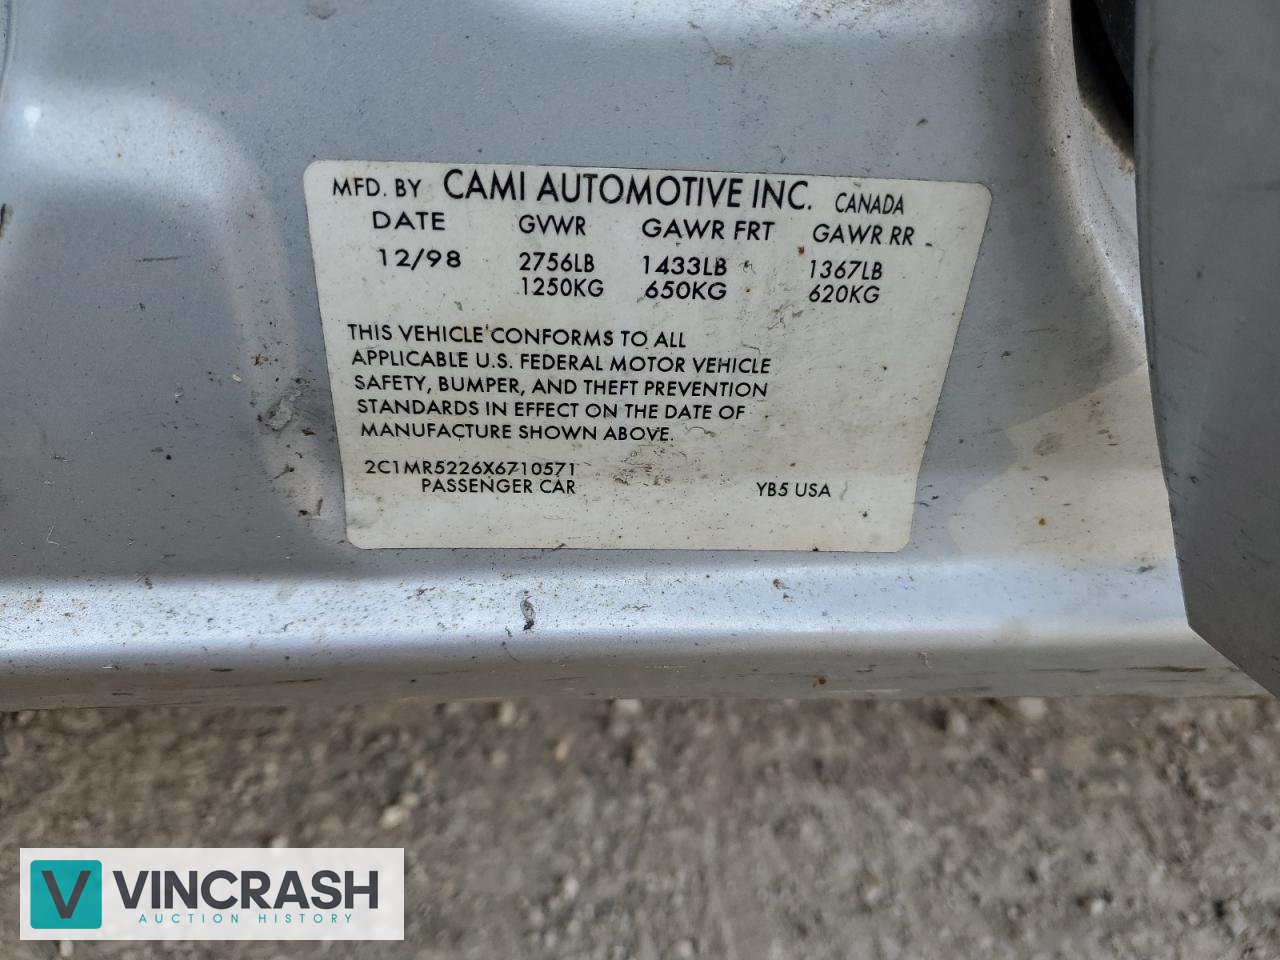 MFD. BY CAMI AUTOMOTIVE INC. CANADA
DATE GVWR GAWR FRT GAWR RR
12/98 2756LB 1433LB 1367LB
1250KG 650KG 620KG
THIS VEHICLE CONFORMS TO ALL
APPLICABLE U.S. FEDERAL MOTOR VEHICLE
SAFETY, BUMPER, AND THEFT PREVENTION
STANDARDS IN EFFECT ON THE DATE OF
MANUFACTURE SHOWN ABOVE.
2C1MR5226X6710571
PASSENGER CAR YB5 USA
V VINCRASH
AUCTION HISTORY